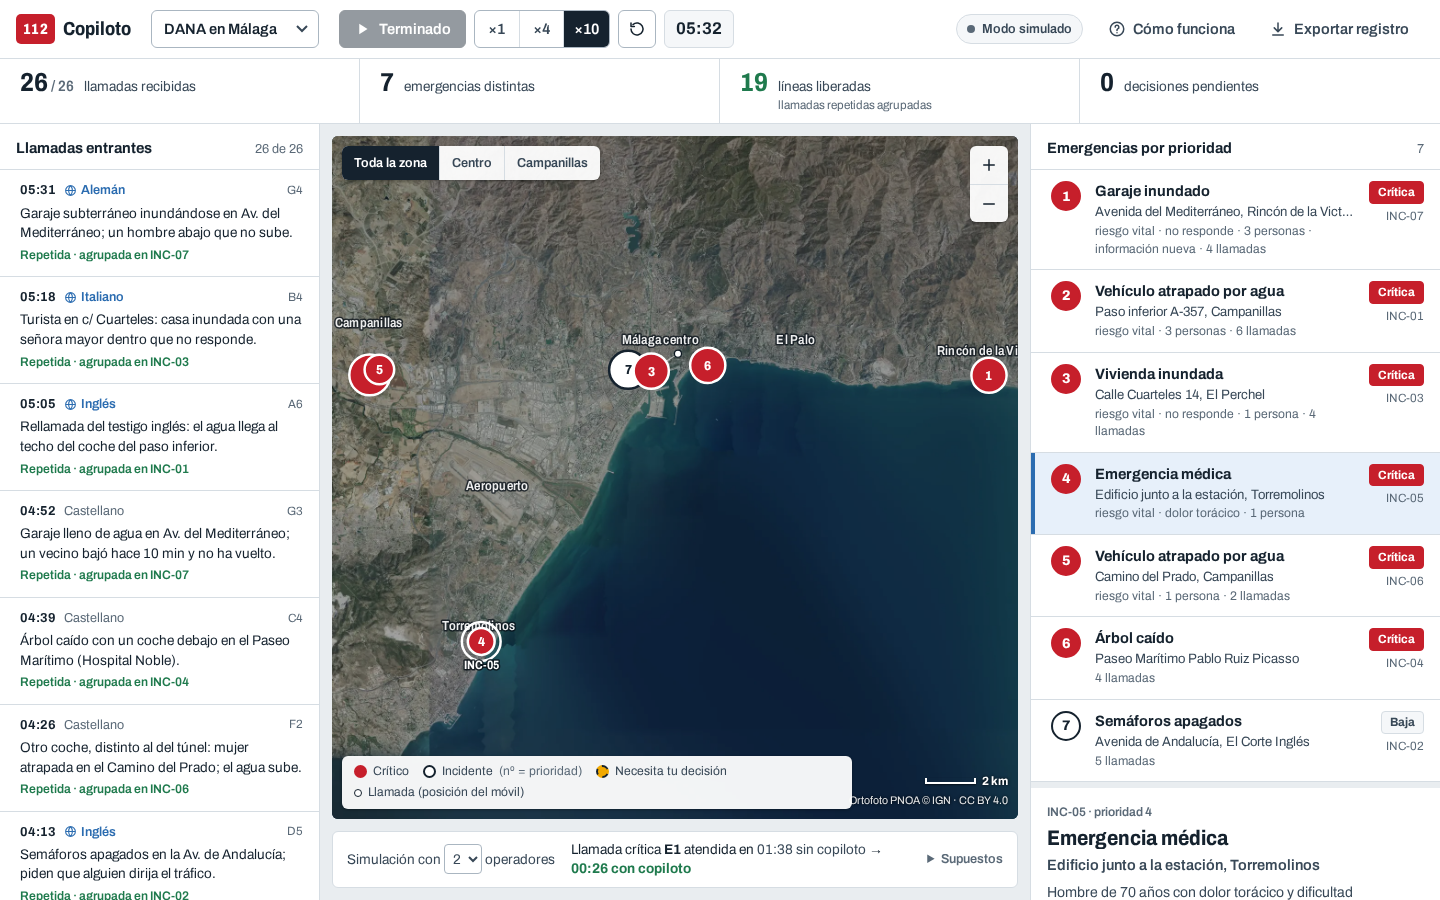 112 Copiloto
DANA en Málaga
Terminado
×1 ×4 ×10
05:32
Modo simulado
Cómo funciona
Exportar registro
26 / 26 llamadas recibidas
7 emergencias distintas
19 líneas liberadas
llamadas repetidas agrupadas
0 decisiones pendientes
Llamadas entrantes 26 de 26
05:31 Alemán G4
Garaje subterráneo inundándose en Av. del
Mediterráneo; un hombre abajo que no sube.
Repetida · agrupada en INC-07
05:18 Italiano B4
Turista en c/ Cuarteles: casa inundada con una
señora mayor dentro que no responde.
Repetida · agrupada en INC-03
05:05 Inglés A6
Rellamada del testigo inglés: el agua llega al
techo del coche del paso inferior.
Repetida · agrupada en INC-01
04:52 Castellano G3
Garaje lleno de agua en Av. del Mediterráneo;
un vecino bajó hace 10 min y no ha vuelto.
Repetida · agrupada en INC-07
04:39 Castellano C4
Árbol caído con un coche debajo en el Paseo
Marítimo (Hospital Noble).
Repetida · agrupada en INC-04
04:26 Castellano F2
Otro coche, distinto al del túnel: mujer
atrapada en el Camino del Prado; el agua sube.
Repetida · agrupada en INC-06
04:13 Inglés D5
Semáforos apagados en la Av. de Andalucía;
piden que alguien dirija el tráfico.
Repetida · agrupada en INC-02
Toda la zona Centro Campanillas
+
−
Campanillas
Málaga centro
El Palo
Rincón de la Vi
5
7
3
6
1
Aeropuerto
Torremolinos
4
INC-05
Crítico Incidente (nº = prioridad) Necesita tu decisión
Llamada (posición del móvil)
2 km
Ortofoto PNOA © IGN · CC BY 4.0
Simulación con 2 operadores
Llamada crítica E1 atendida en 01:38 sin copiloto →
00:26 con copiloto
Supuestos
Emergencias por prioridad 7
1 Garaje inundado Crítica
Avenida del Mediterráneo, Rincón de la Vict… INC-07
riesgo vital · no responde · 3 personas ·
información nueva · 4 llamadas
2 Vehículo atrapado por agua Crítica
Paso inferior A-357, Campanillas INC-01
riesgo vital · 3 personas · 6 llamadas
3 Vivienda inundada Crítica
Calle Cuarteles 14, El Perchel INC-03
riesgo vital · no responde · 1 persona · 4
llamadas
4 Emergencia médica Crítica
Edificio junto a la estación, Torremolinos INC-05
riesgo vital · dolor torácico · 1 persona
5 Vehículo atrapado por agua Crítica
Camino del Prado, Campanillas INC-06
riesgo vital · 1 persona · 2 llamadas
6 Árbol caído Crítica
Paseo Marítimo Pablo Ruiz Picasso INC-04
4 llamadas
7 Semáforos apagados Baja
Avenida de Andalucía, El Corte Inglés INC-02
5 llamadas
INC-05 · prioridad 4
Emergencia médica
Edificio junto a la estación, Torremolinos
Hombre de 70 años con dolor torácico y dificultad